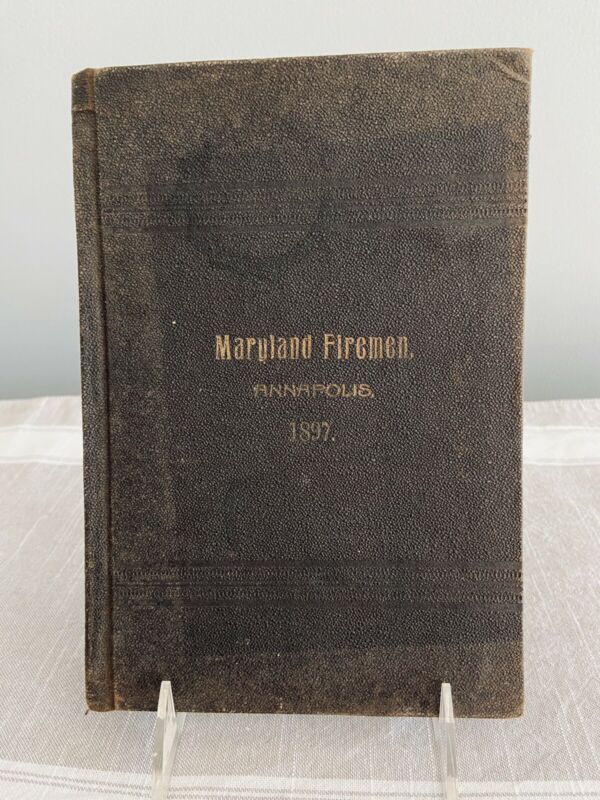 Maryland Firemen.
ANNAPOLIS,
1897.